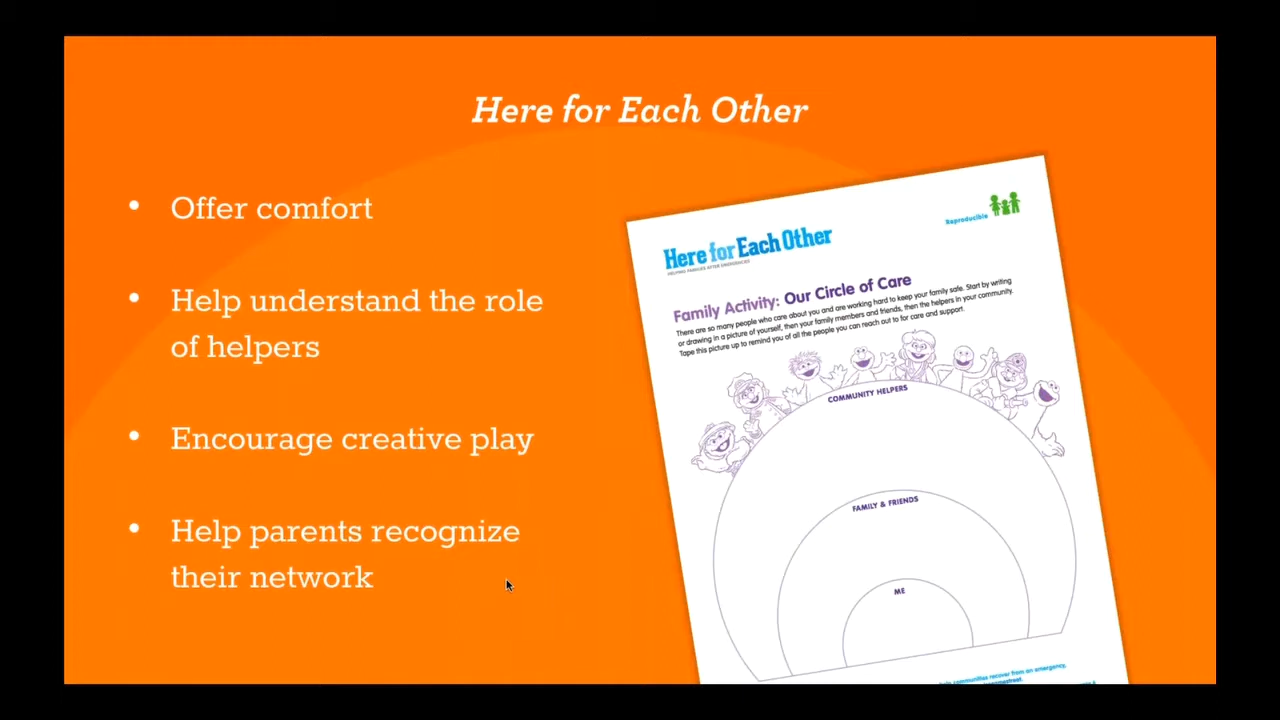 Here for Each Other
• Offer comfort
• Help understand the role
of helpers
• Encourage creative play
• Help parents recognize
their network
Reproducible
Here for Each Other
HELPING FAMILIES AFTER EMERGENCIES
Family Activity: Our Circle of Care
There are so many people who care about you and are working hard to keep your family safe. Start by writing
or drawing in a picture of yourself, then your family members and friends, then the helpers in your community.
Tape this picture up to remind you of all the people you can reach out to for care and support.
COMMUNITY HELPERS
FAMILY & FRIENDS
ME
communities recover from an emergency,